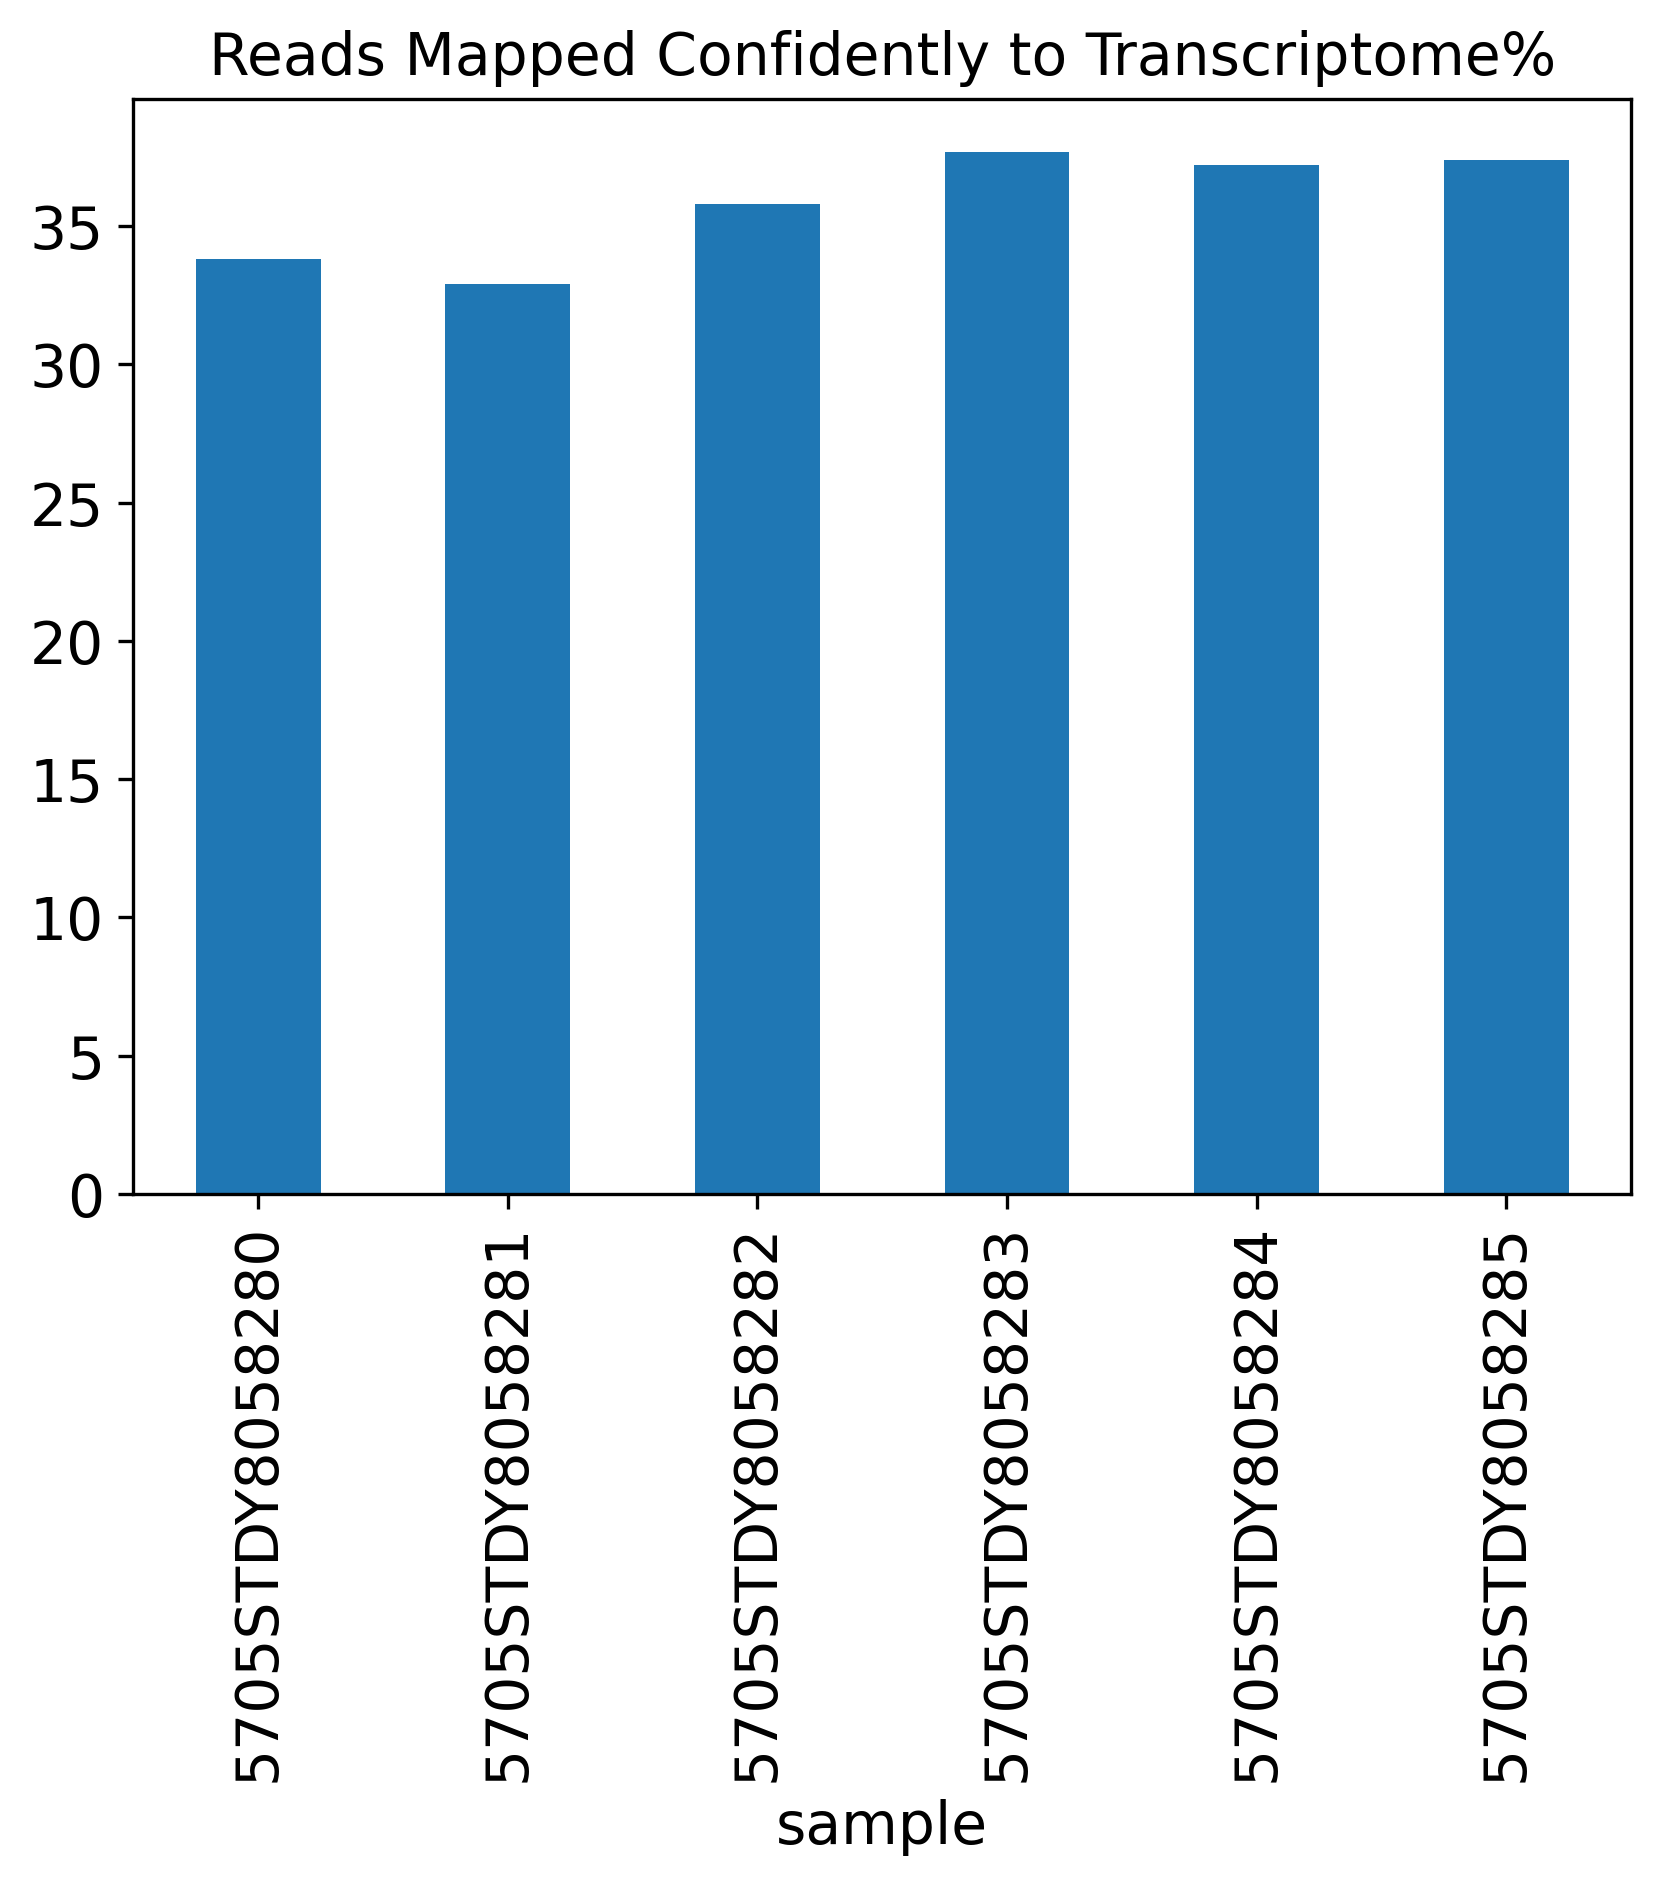 Reads Mapped Confidently to Transcriptome%
35
30
25
20
15
10
5
0
5705STDY8058280
5705STDY8058281
5705STDY8058282
5705STDY8058283
5705STDY8058284
5705STDY8058285
sample